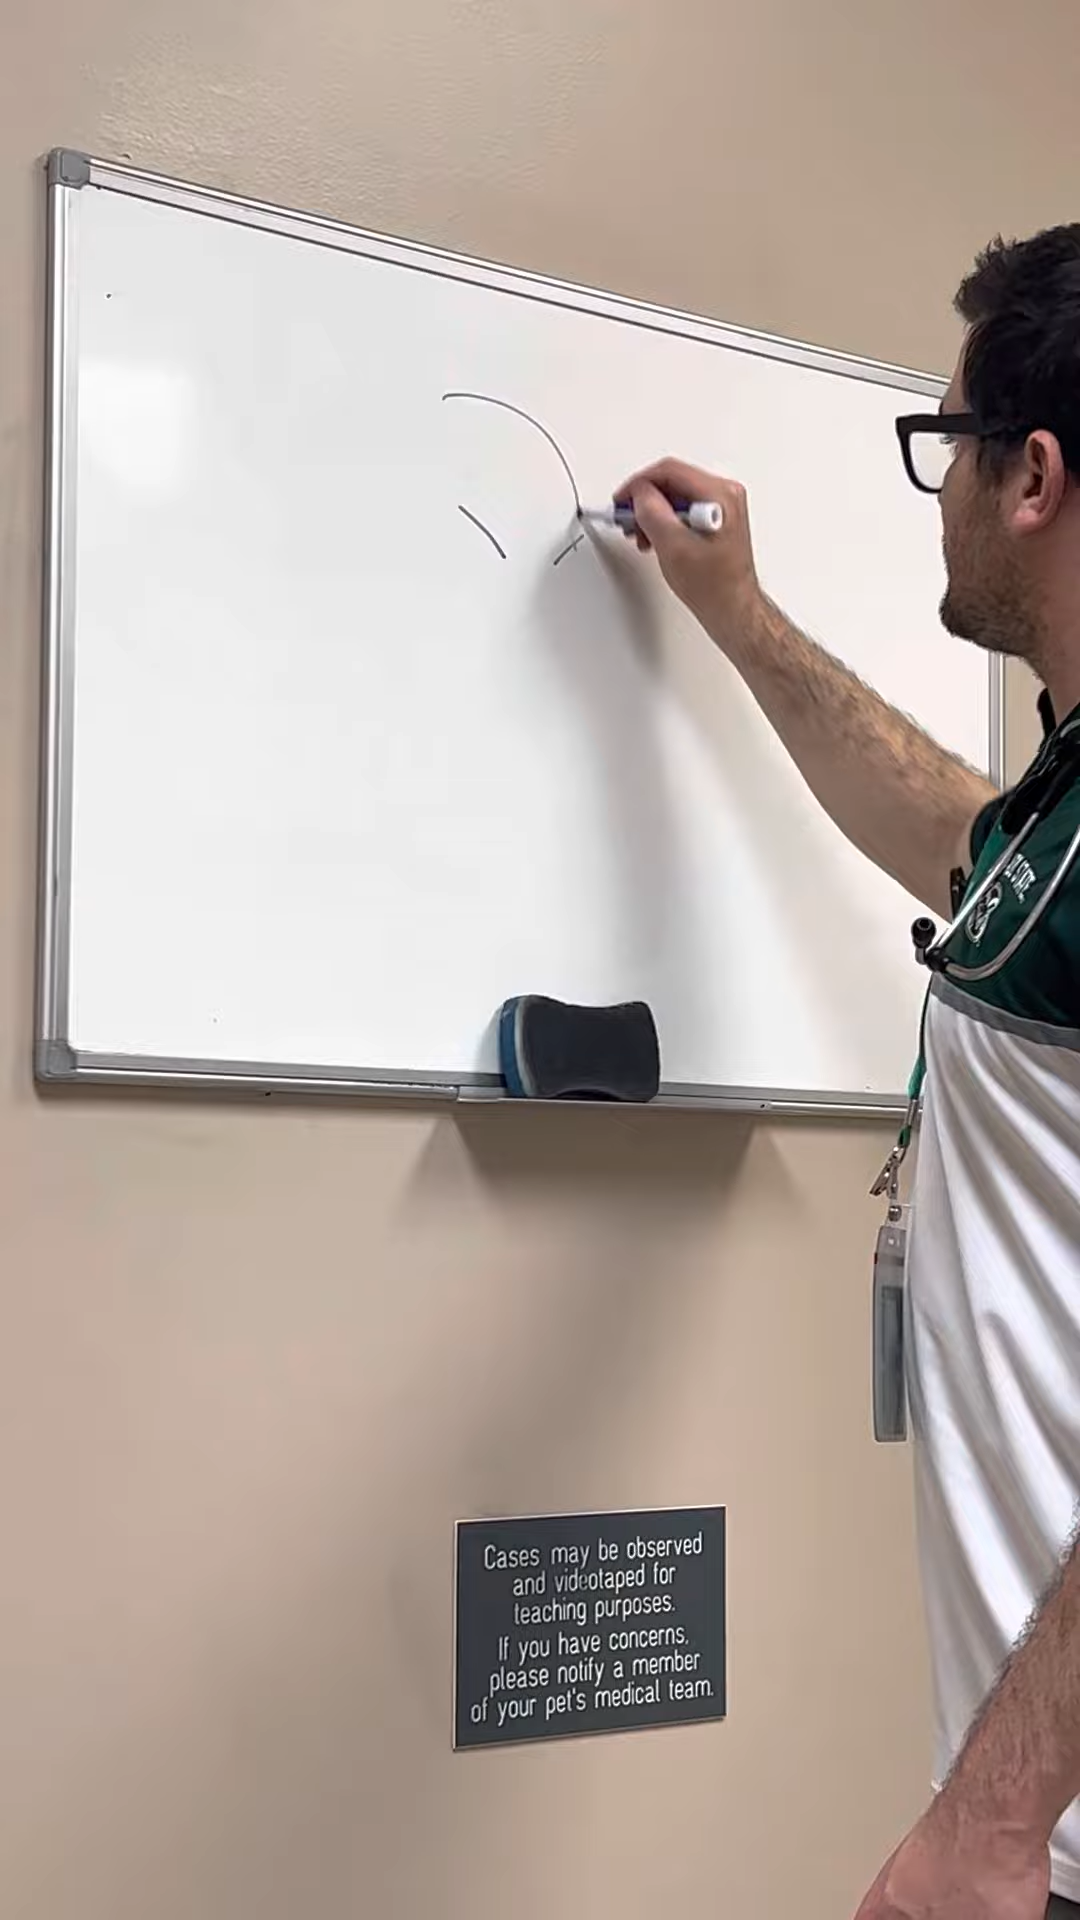 Cases may be observed
and videotaped for
teaching purposes.
If you have concerns,
please notify a member
of your pet's medical team.